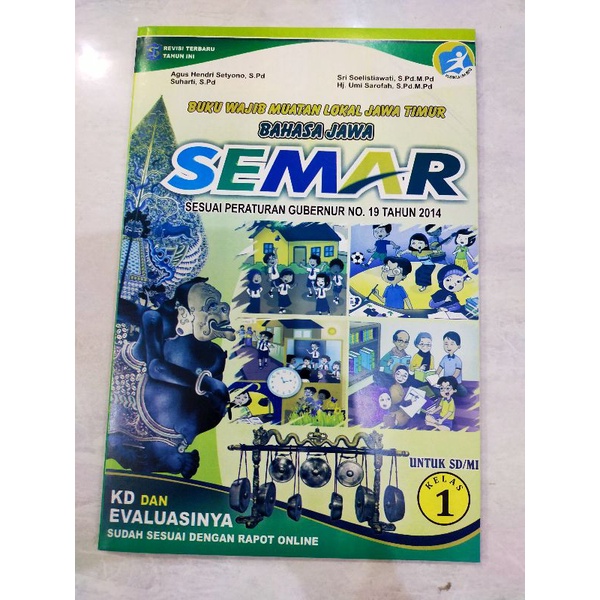 REVISI TERBARU
TAHUN INI
Agus Hendri Setyono, S.Pd
Suharti, S.Pd
Sri Soelistiawati, S.Pd.M.Pd
Hj. Umi Sarofah, S.Pd.M.Pd
BUKU WAJIB MUATAN LOKAL JAWA TIMUR
BAHASA JAWA
SEMAR
SESUAI PERATURAN GUBERNUR NO. 19 TAHUN 2014
UNTUK SD/MI
KELAS
1
KD DAN
EVALUASINYA
SUDAH SESUAI DENGAN RAPOT ONLINE